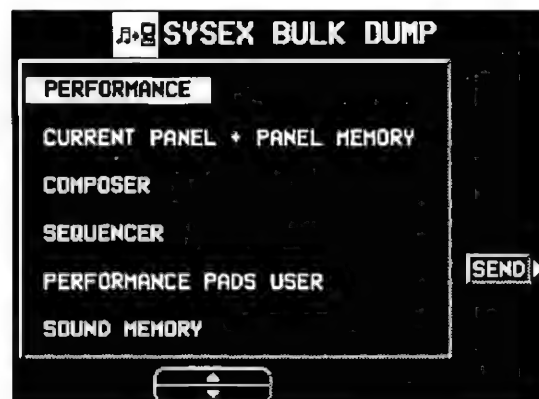 SYSEX BULK DUMP
PERFORMANCE
CURRENT PANEL + PANEL MEMORY
COMPOSER
SEQUENCER
PERFORMANCE PADS USER
SEND
SOUND MEMORY